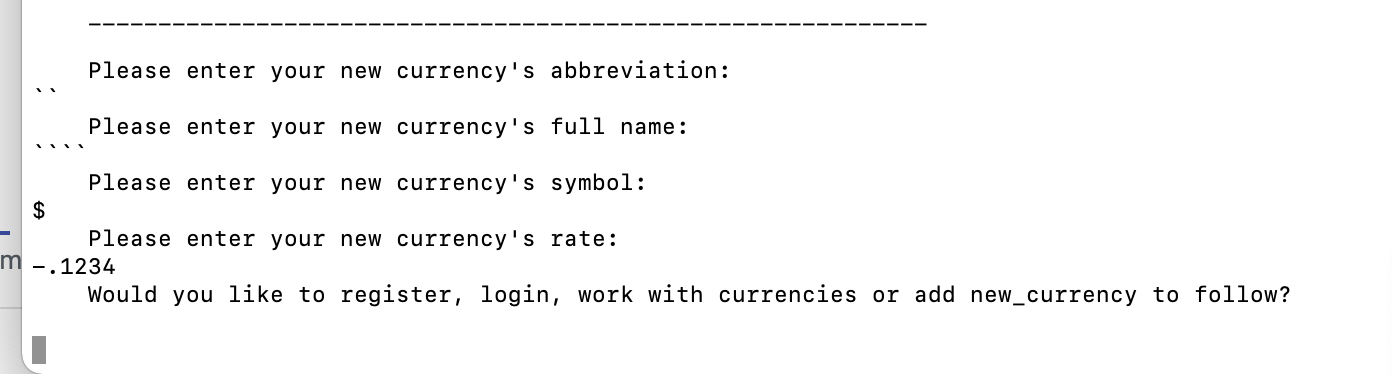 ------------------------------------------------------------
Please enter your new currency's abbreviation:
``
Please enter your new currency's full name:
````
Please enter your new currency's symbol:
$
Please enter your new currency's rate:
-.1234
Would you like to register, login, work with currencies or add new_currency to follow?
m